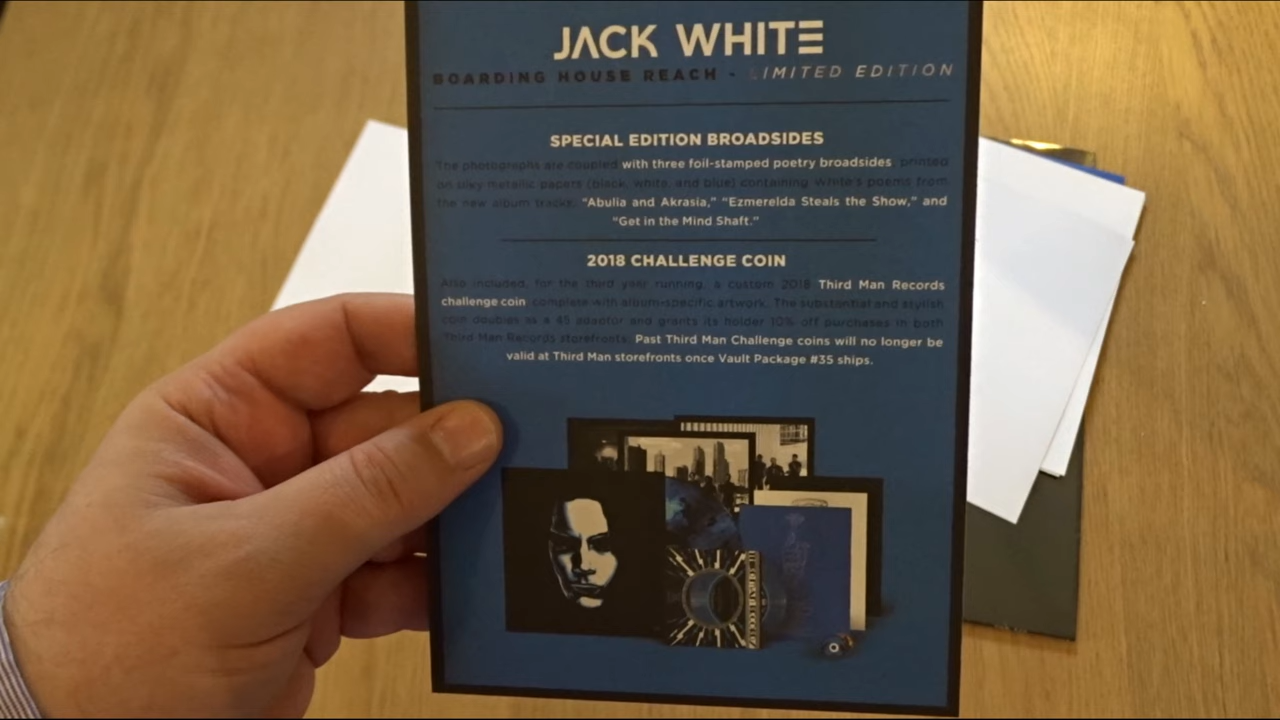 JACK WHITE
BOARDING HOUSE REACH - LIMITED EDITION
SPECIAL EDITION BROADSIDES
The photographs are coupled with three foil-stamped poetry broadsides printed
on silky metallic papers (black, white, and blue) containing White's poems from
the new album tracks: "Abulia and Akrasia," "Ezmerelda Steals the Show," and
"Get in the Mind Shaft."
2018 CHALLENGE COIN
Also included, for the third year running, a custom 2018 Third Man Records
challenge coin complete with album-specific artwork. The substantial and stylish
coin doubles as a 45 adaptor and grants its holder 10% off purchases in both
Third Man Records storefronts. Past Third Man Challenge coins will no longer be
valid at Third Man storefronts once Vault Package #35 ships.